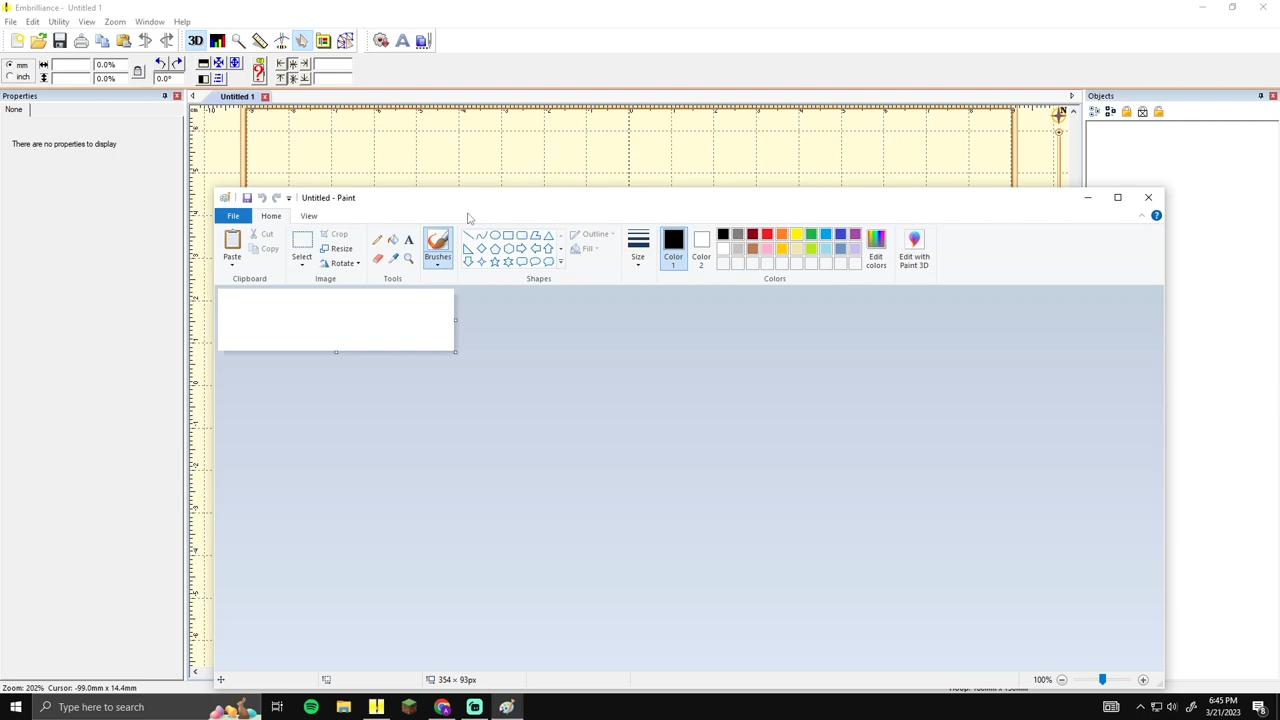 Embrilliance - Untitled 1
File Edit Utility View Zoom Window Help
3D
mm 0.0%
inch 0.0% 0.0°
Properties
Untitled 1
Objects
None
There are no properties to display
Untitled - Paint
File Home View
Paste Cut Copy
Select Crop Resize Rotate
Brushes
Outline Fill
Size
Color 1
Color 2
Edit colors
Edit with Paint 3D
Clipboard Image Tools Shapes Colors
354 × 93px 100%
Zoom: 202% Cursor: -99.0mm x 14.4mm
Type here to search
6:45 PM
3/21/2023